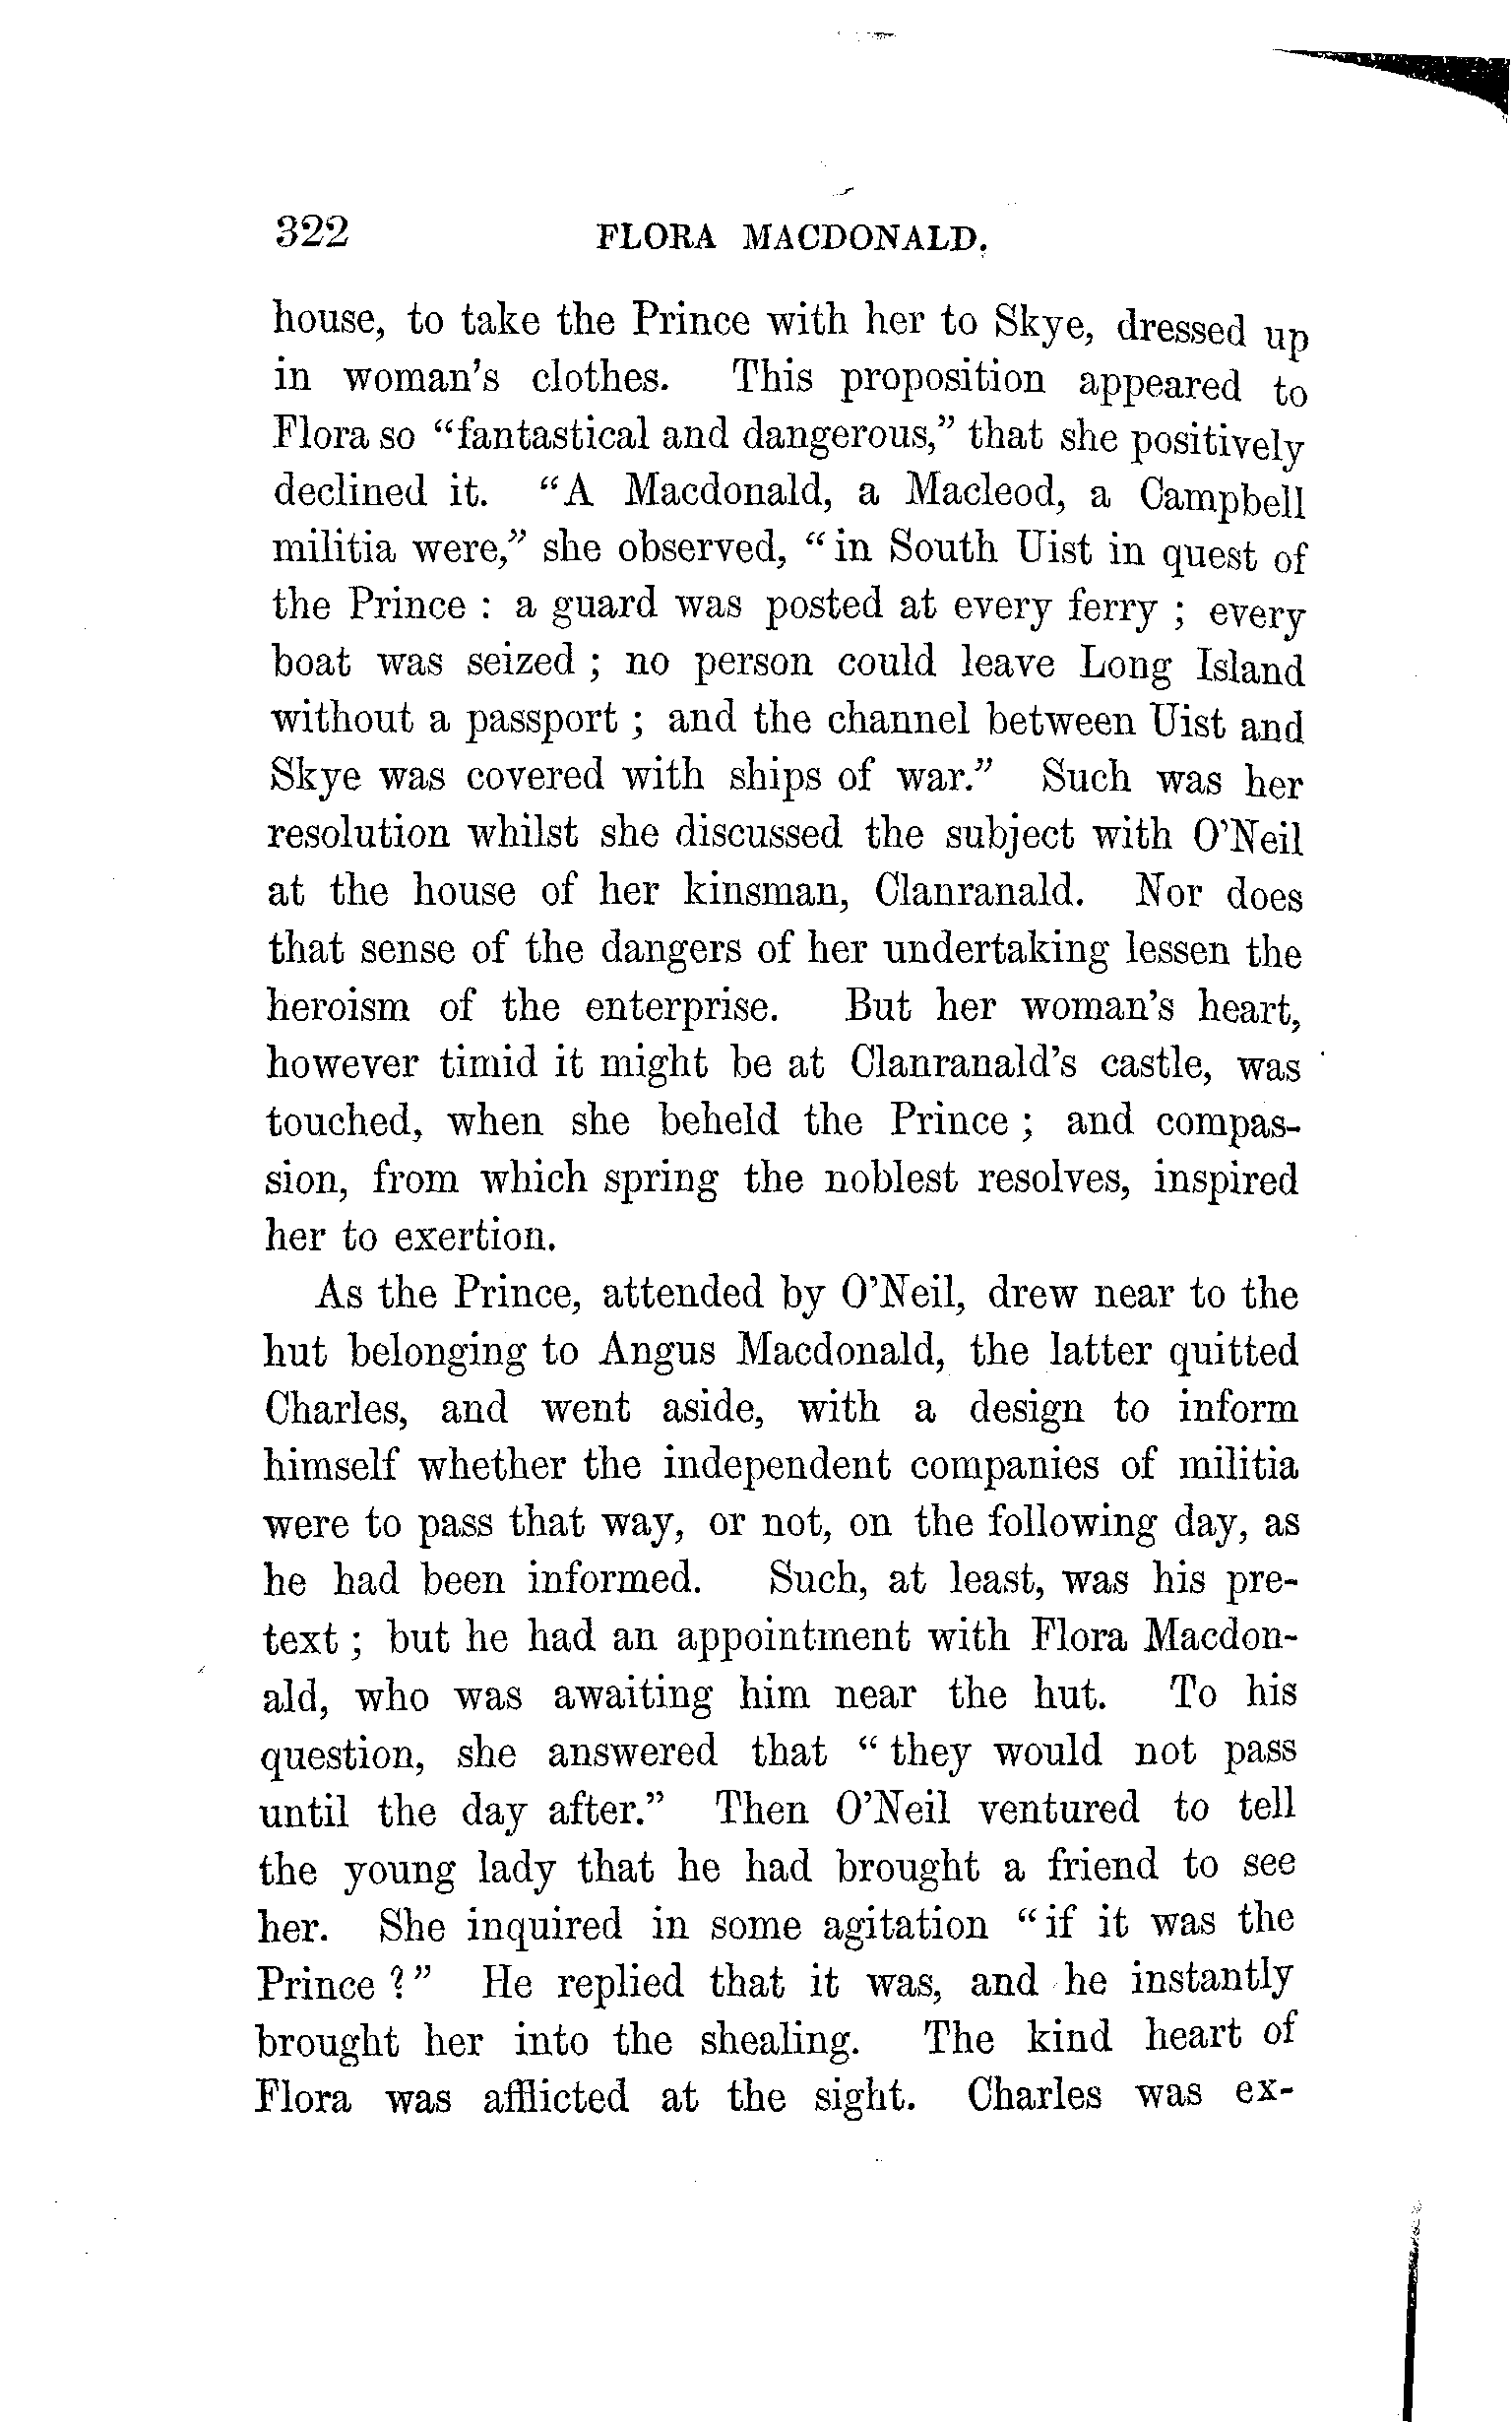 322 FLORA MACDONALD.
house, to take the Prince with her to Skye, dressed up
in woman's clothes. This proposition appeared to
Flora so “fantastical and dangerous,” that she positively
declined it. “A Macdonald, a Macleod, a Campbell
militia were,” she observed, “in South Uist in quest of
the Prince : a guard was posted at every ferry ; every
boat was seized ; no person could leave Long Island
without a passport ; and the channel between Uist and
Skye was covered with ships of war.” Such was her
resolution whilst she discussed the subject with O'Neil
at the house of her kinsman, Clanranald. Nor does
that sense of the dangers of her undertaking lessen the
heroism of the enterprise. But her woman's heart,
however timid it might be at Clanranald's castle, was
touched, when she beheld the Prince ; and compas-
sion, from which spring the noblest resolves, inspired
her to exertion.
As the Prince, attended by O'Neil, drew near to the
hut belonging to Angus Macdonald, the latter quitted
Charles, and went aside, with a design to inform
himself whether the independent companies of militia
were to pass that way, or not, on the following day, as
he had been informed. Such, at least, was his pre-
text ; but he had an appointment with Flora Macdon-
ald, who was awaiting him near the hut. To his
question, she answered that “they would not pass
until the day after.” Then O'Neil ventured to tell
the young lady that he had brought a friend to see
her. She inquired in some agitation “if it was the
Prince ?” He replied that it was, and he instantly
brought her into the shealing. The kind heart of
Flora was afflicted at the sight. Charles was ex-